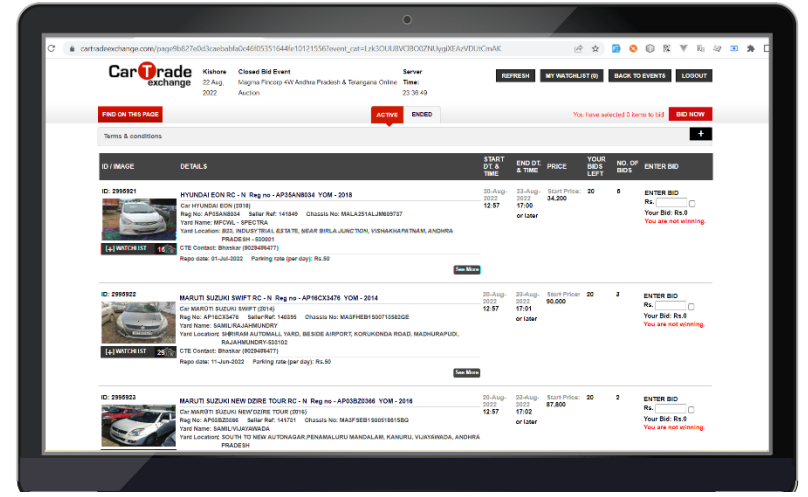 cartradeexchange.com/page9b827e0d3caebabfa0c46f05351644fe10121556?event_cat=
CarTrade
exchange
Kishore
22 Aug,
2022
Closed Bid Event
Magma Fincorp 4W Andhra Pradesh & Telangana Online
Auction
Server
Time:
23:38:49
REFRESH MY WATCHLIST (0) BACK TO EVENTS LOGOUT
FIND ON THIS PAGE
ACTIVE ENDED
You have selected 0 items to bid BID NOW
Terms & conditions +
ID / IMAGE DETAILS START DT. & TIME END DT. & TIME PRICE YOUR BIDS LEFT NO. OF BIDS ENTER BID
ID: 2995921
HYUNDAI EON RC - N Reg no - AP35AN8034 YOM - 2018
Car HYUNDAI EON (2018)
Reg No: AP35AN8034 Seller Ref: 141849 Chassis No: MALA251ALJM609737
Yard Name: MFCWL - SPECTRA
Yard Location: B23, INDUSYTRIAL ESTATE, NEAR BIRLA JUNCTION, VISHAKHAPATNAM, ANDHRA
PRADESH - 500001
CTE Contact: Bhaskar (9029486477)
Repo date: 01-Jul-2022 Parking rate (per day): Rs.50
[+] WATCHLIST 16
See More
20-Aug-
2022
12:57
23-Aug-
2022
17:00
or later
Start Price:
34,200
20
6
ENTER BID
Rs.
Your Bid: Rs.0
You are not winning.
ID: 2995922
MARUTI SUZUKI SWIFT RC - N Reg no - AP16CX3476 YOM - 2014
Car MARUTI SUZUKI SWIFT (2014)
Reg No: AP16CX3476 Seller Ref: 146595 Chassis No: MA3FHEB1S00713582GE
Yard Name: SAMIL/RAJAHMUNDRY
Yard Location: SHRIRAM AUTOMALL YARD, BESIDE AIRPORT, KORUKONDA ROAD, MADHURAPUDI,
RAJAHMUNDRY-533102
CTE Contact: Bhaskar (9029486477)
Repo date: 11-Jun-2022 Parking rate (per day): Rs.50
[+] WATCHLIST 25
See More
20-Aug-
2022
12:57
23-Aug-
2022
17:01
or later
Start Price:
90,000
20
3
ENTER BID
Rs.
Your Bid: Rs.0
You are not winning.
ID: 2995923
MARUTI SUZUKI NEW DZIRE TOUR RC - N Reg no - AP03BZ0366 YOM - 2016
Car MARUTI SUZUKI NEW DZIRE TOUR (2016)
Reg No: AP03BZ0366 Seller Ref: 141721 Chassis No:
Yard Name: SAMIL/VIJAYAWADA
Yard Location: SOUTH TO NEW AUTONAGAR,PENAMALURU MANDALAM, KANURU, VIJAYAWADA, ANDHRA
PRADESH
20-Aug-
2022
12:57
23-Aug-
2022
17:02
or later
Start Price:
87,800
20
2
ENTER BID
Rs.
Your Bid: Rs.0
You are not winning.